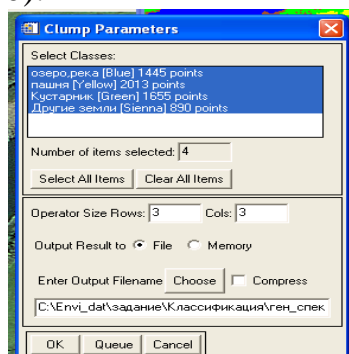 Clump Parameters
Select Classes:
озеро,река [Blue] 1445 points
пашня [Yellow] 2013 points
Кустарник [Green] 1655 points
Другие земли [Sienna] 890 points
Number of items selected: 4
Select All Items Clear All Items
Operator Size Rows: 3 Cols: 3
Output Result to File Memory
Enter Output Filename Choose Compress
C:\Envi_dat\задание\Классификация\ген_спек
OK Queue Cancel